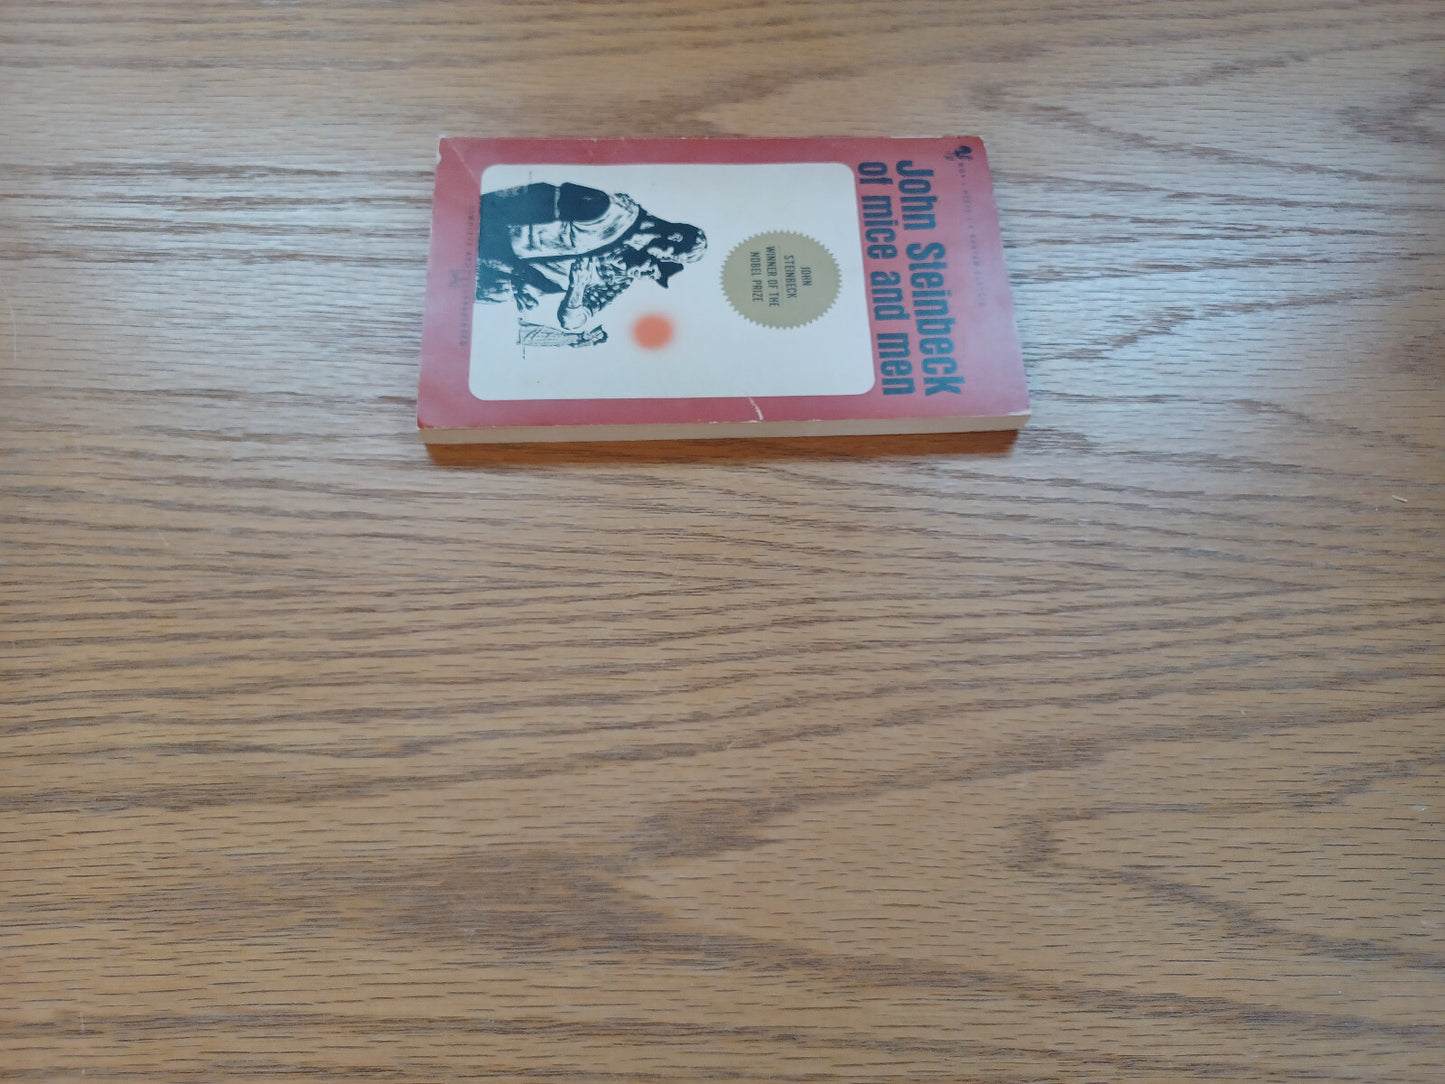 John Steinbeck
of mice and men
JOHN
STEINBECK
WINNER OF THE
NOBEL PRIZE